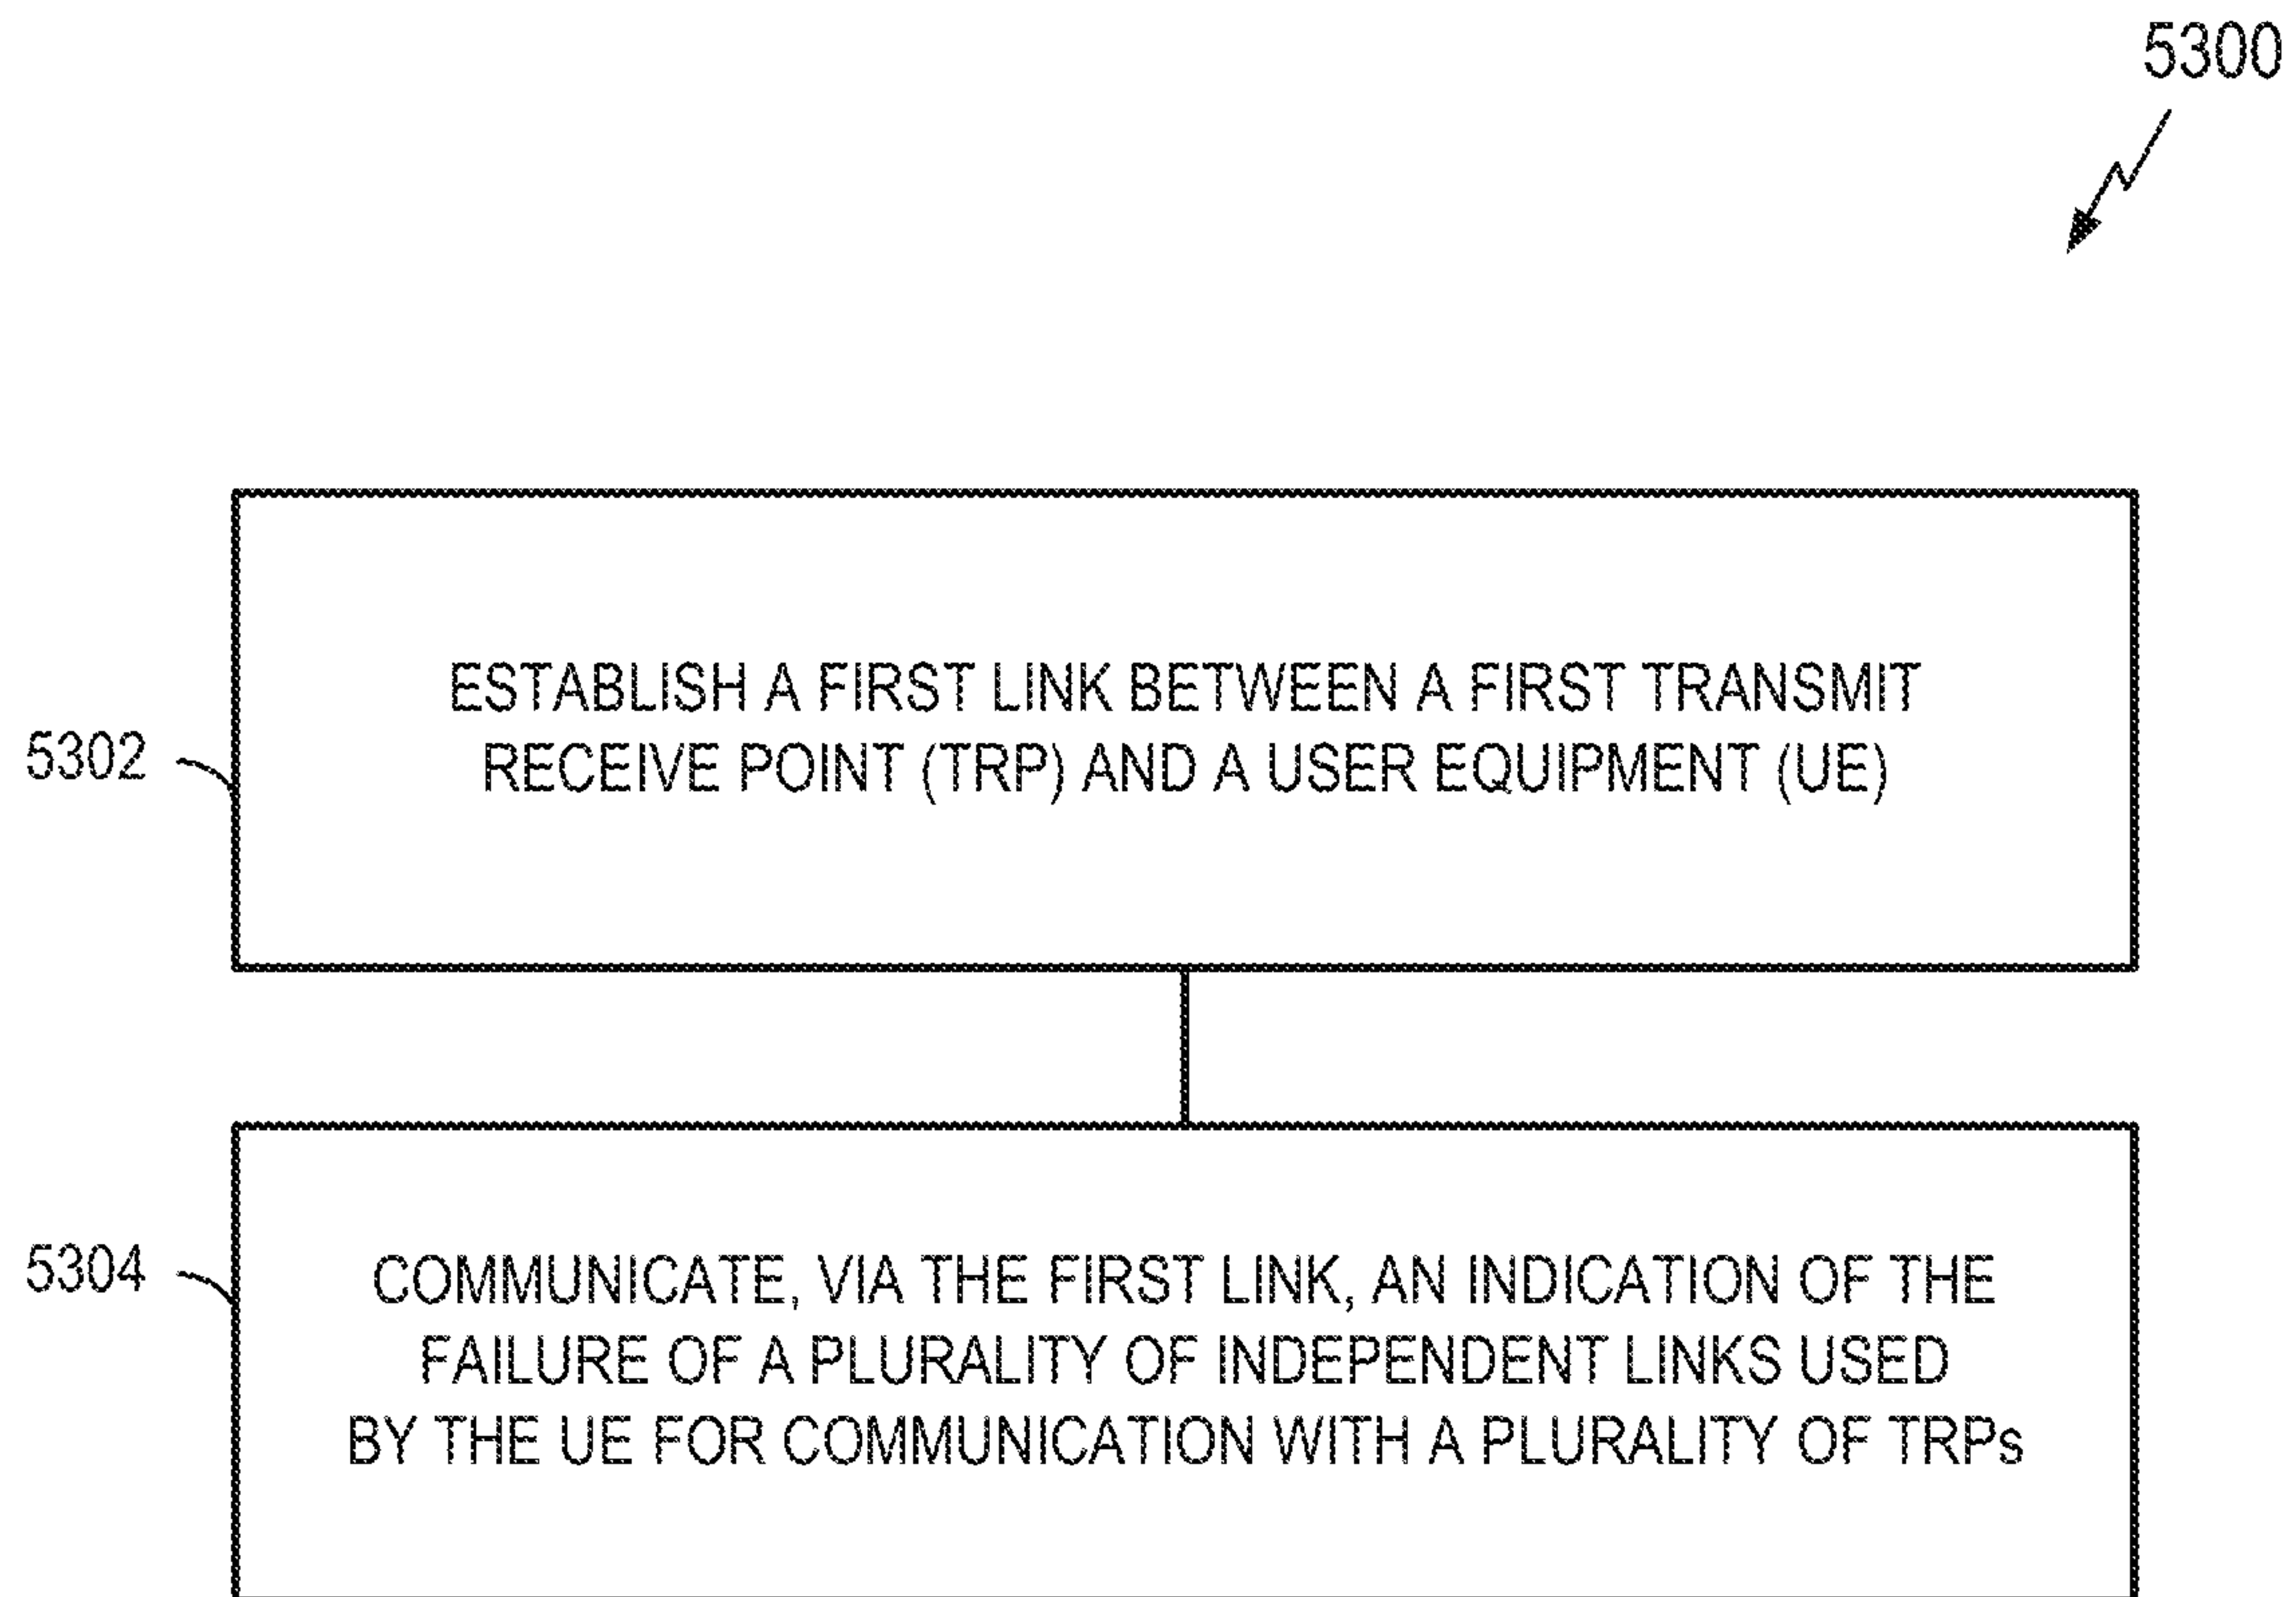 5300
5302
ESTABLISH A FIRST LINK BETWEEN A FIRST TRANSMIT
RECEIVE POINT (TRP) AND A USER EQUIPMENT (UE)
5304
COMMUNICATE, VIA THE FIRST LINK, AN INDICATION OF THE
FAILURE OF A PLURALITY OF INDEPENDENT LINKS USED
BY THE UE FOR COMMUNICATION WITH A PLURALITY OF TRPs